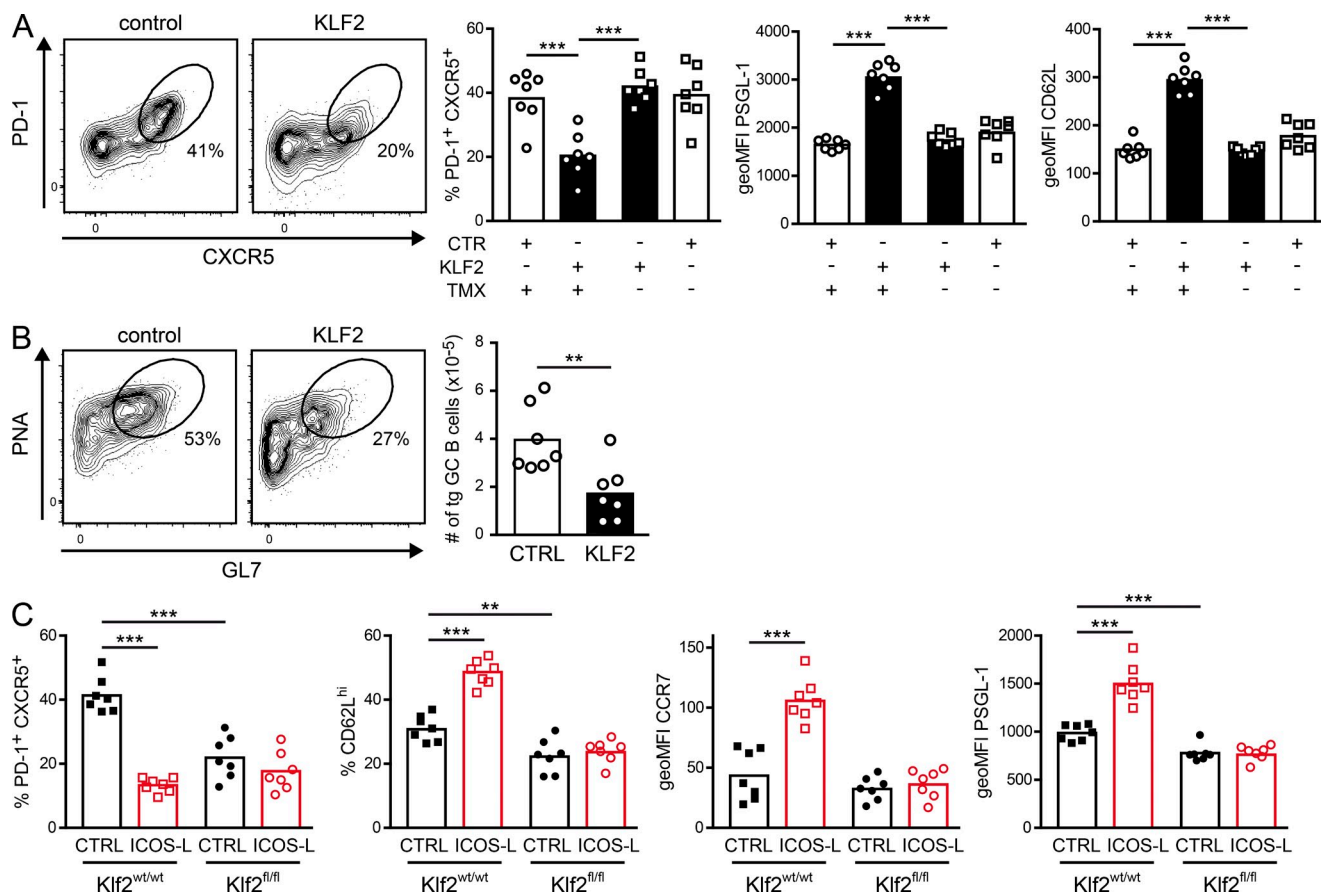 A
control
KLF2
PD-1
0
41%
20%
0
0
CXCR5
% PD-1+ CXCR5+
60
40
20
0
***
***
CTR + - - +
KLF2 - + + -
TMX + + - -
geoMFI PSGL-1
4000
3000
2000
1000
0
***
***
+ - - +
- + + -
+ + - -
geoMFI CD62L
400
300
200
100
0
***
***
+ - - +
- + + -
+ + - -
B
control
KLF2
PNA
0
53%
27%
0
0
GL7
# of tg GC B cells (x10-5)
8
6
4
2
0
**
CTRL KLF2
C
% PD-1+ CXCR5+
60
40
20
0
***
***
CTRL ICOS-L CTRL ICOS-L
Klf2wt/wt Klf2fl/fl
% CD62Lhi
60
40
20
0
**
***
CTRL ICOS-L CTRL ICOS-L
Klf2wt/wt Klf2fl/fl
geoMFI CCR7
150
100
50
0
***
CTRL ICOS-L CTRL ICOS-L
Klf2wt/wt Klf2fl/fl
geoMFI PSGL-1
2000
1500
1000
500
0
***
***
CTRL ICOS-L CTRL ICOS-L
Klf2wt/wt Klf2fl/fl